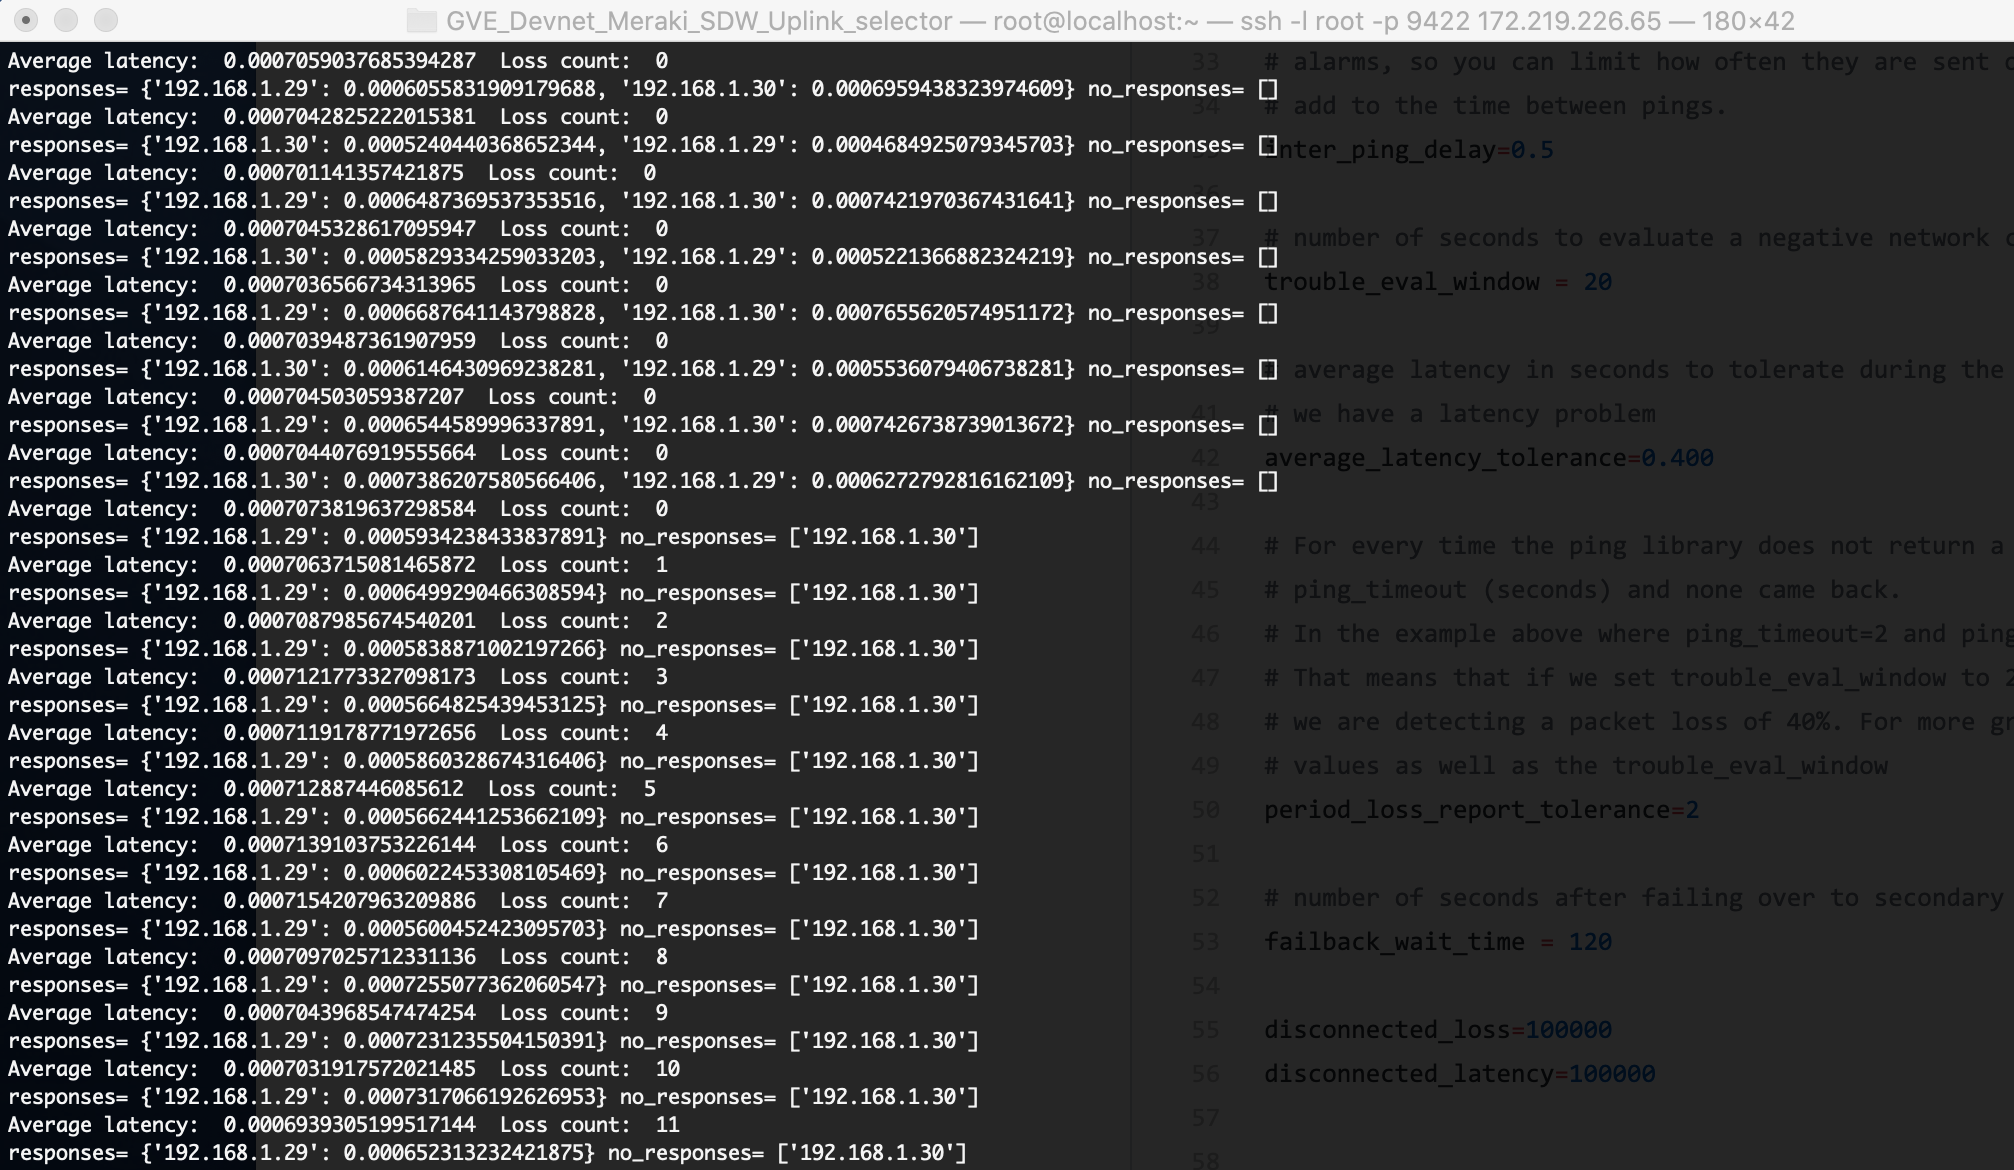 GVE_Devnet_Meraki_SDW_Uplink_selector — root@localhost:~ — ssh -l root -p 9422 172.219.226.65 — 180×42
Average latency:  0.0007059037685394287  Loss count:  0
responses= {'192.168.1.29': 0.0006055831909179688, '192.168.1.30': 0.0006959438323974609} no_responses= []
Average latency:  0.0007042825222015381  Loss count:  0
responses= {'192.168.1.30': 0.0005240440368652344, '192.168.1.29': 0.0004684925079345703} no_responses= []
Average latency:  0.000701141357421875  Loss count:  0
responses= {'192.168.1.29': 0.0006487369537353516, '192.168.1.30': 0.0007421970367431641} no_responses= []
Average latency:  0.0007045328617095947  Loss count:  0
responses= {'192.168.1.30': 0.0005829334259033203, '192.168.1.29': 0.0005221366882324219} no_responses= []
Average latency:  0.0007036566734313965  Loss count:  0
responses= {'192.168.1.29': 0.0006687641143798828, '192.168.1.30': 0.0007655620574951172} no_responses= []
Average latency:  0.0007039487361907959  Loss count:  0
responses= {'192.168.1.30': 0.0006146430969238281, '192.168.1.29': 0.0005536079406738281} no_responses= []
Average latency:  0.000704503059387207  Loss count:  0
responses= {'192.168.1.29': 0.0006544589996337891, '192.168.1.30': 0.0007426738739013672} no_responses= []
Average latency:  0.0007044076919555664  Loss count:  0
responses= {'192.168.1.30': 0.0007386207580566406, '192.168.1.29': 0.0006272792816162109} no_responses= []
Average latency:  0.0007073819637298584  Loss count:  0
responses= {'192.168.1.29': 0.0005934238433837891} no_responses= ['192.168.1.30']
Average latency:  0.0007063715081465872  Loss count:  1
responses= {'192.168.1.29': 0.0006499290466308594} no_responses= ['192.168.1.30']
Average latency:  0.0007087985674540201  Loss count:  2
responses= {'192.168.1.29': 0.0005838871002197266} no_responses= ['192.168.1.30']
Average latency:  0.0007121773327098173  Loss count:  3
responses= {'192.168.1.29': 0.0005664825439453125} no_responses= ['192.168.1.30']
Average latency:  0.0007119178771972656  Loss count:  4
responses= {'192.168.1.29': 0.0005860328674316406} no_responses= ['192.168.1.30']
Average latency:  0.000712887446085612  Loss count:  5
responses= {'192.168.1.29': 0.0005662441253662109} no_responses= ['192.168.1.30']
Average latency:  0.0007139103753226144  Loss count:  6
responses= {'192.168.1.29': 0.0006022453308105469} no_responses= ['192.168.1.30']
Average latency:  0.0007154207963209886  Loss count:  7
responses= {'192.168.1.29': 0.0005600452423095703} no_responses= ['192.168.1.30']
Average latency:  0.0007097025712331136  Loss count:  8
responses= {'192.168.1.29': 0.0007255077362060547} no_responses= ['192.168.1.30']
Average latency:  0.0007043968547474254  Loss count:  9
responses= {'192.168.1.29': 0.0007231235504150391} no_responses= ['192.168.1.30']
Average latency:  0.0007031917572021485  Loss count:  10
responses= {'192.168.1.29': 0.0007317066192626953} no_responses= ['192.168.1.30']
Average latency:  0.0006939305199517144  Loss count:  11
responses= {'192.168.1.29': 0.000652313232421875} no_responses= ['192.168.1.30']
33 # alarms, so you can limit how often they are sent
34 # add to the time between pings.
inter_ping_delay=0.5
36
37 # number of seconds to evaluate a negative network
38 trouble_eval_window = 20
39
# average latency in seconds to tolerate during the
41 # we have a latency problem
42 average_latency_tolerance=0.400
43
44 # For every time the ping library does not return a
45 # ping_timeout (seconds) and none came back.
46 # In the example above where ping_timeout=2 and ping
47 # That means that if we set trouble_eval_window to 2
48 # we are detecting a packet loss of 40%. For more gr
49 # values as well as the trouble_eval_window
50 period_loss_report_tolerance=2
51
52 # number of seconds after failing over to secondary
53 failback_wait_time = 120
54
55 disconnected_loss=100000
56 disconnected_latency=100000
57
58